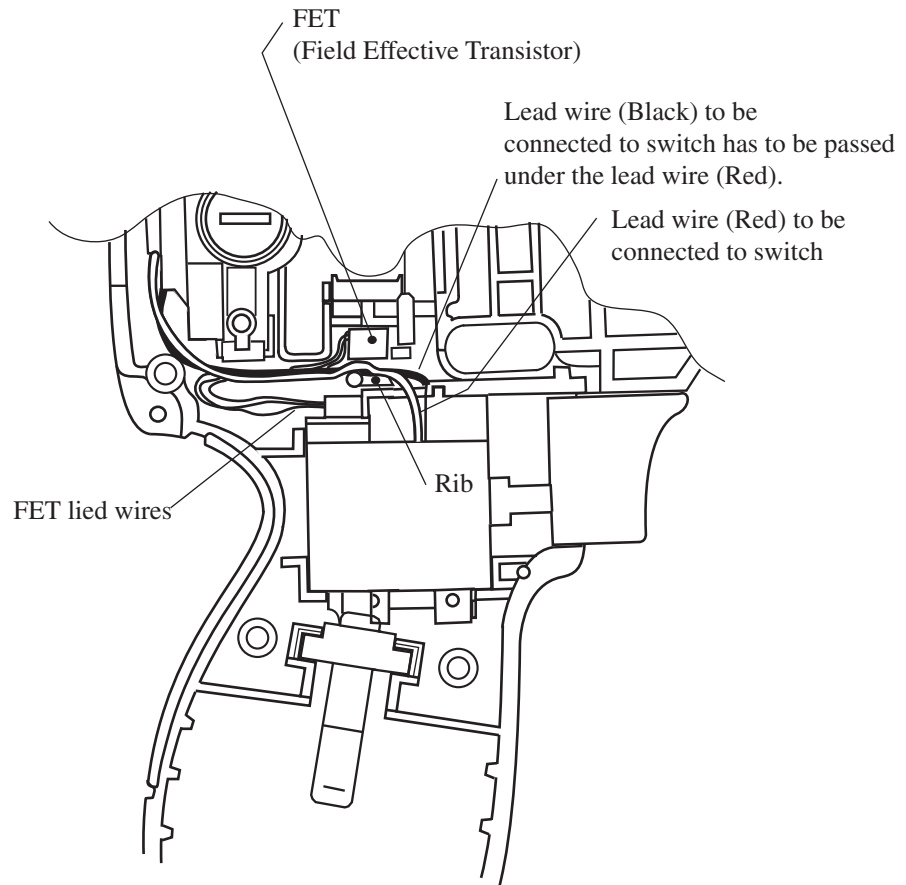 FET
(Field Effective Transistor)
Lead wire (Black) to be
connected to switch has to be passed
under the lead wire (Red).
Lead wire (Red) to be
connected to switch
Rib
FET lied wires